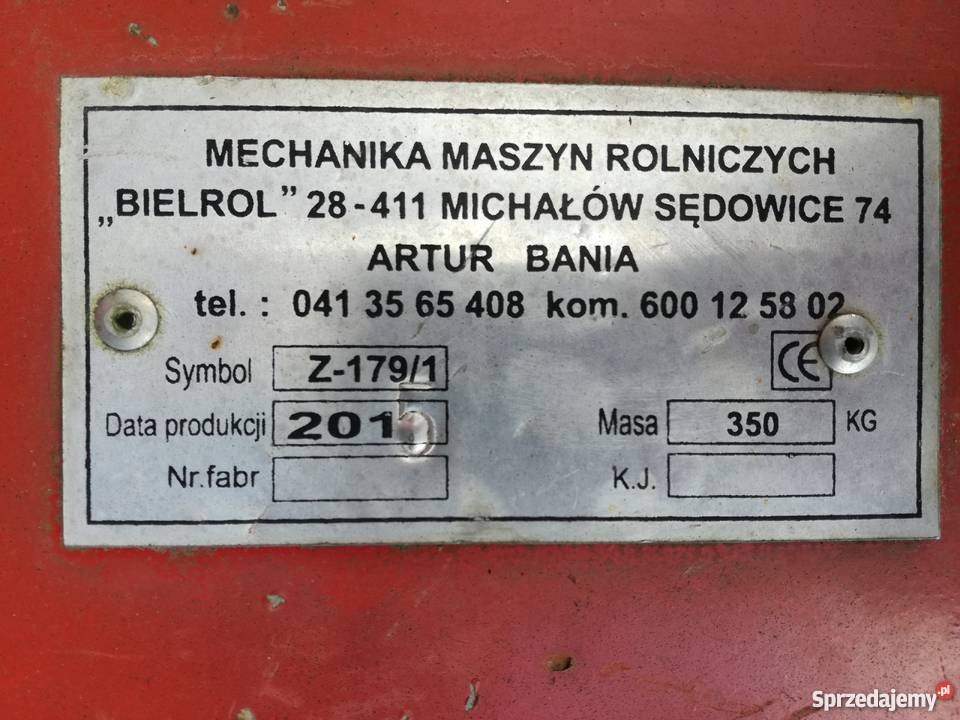 MECHANIKA MASZYN ROLNICZYCH
„BIELROL” 28-411 MICHAŁÓW SĘDOWICE 74
ARTUR BANIA
tel. : 041 35 65 408 kom. 600 12 58 02
Symbol Z-179/1 CE
Data produkcji Masa 350 KG
Nr.fabr K.J.
Sprzedajemy.pl